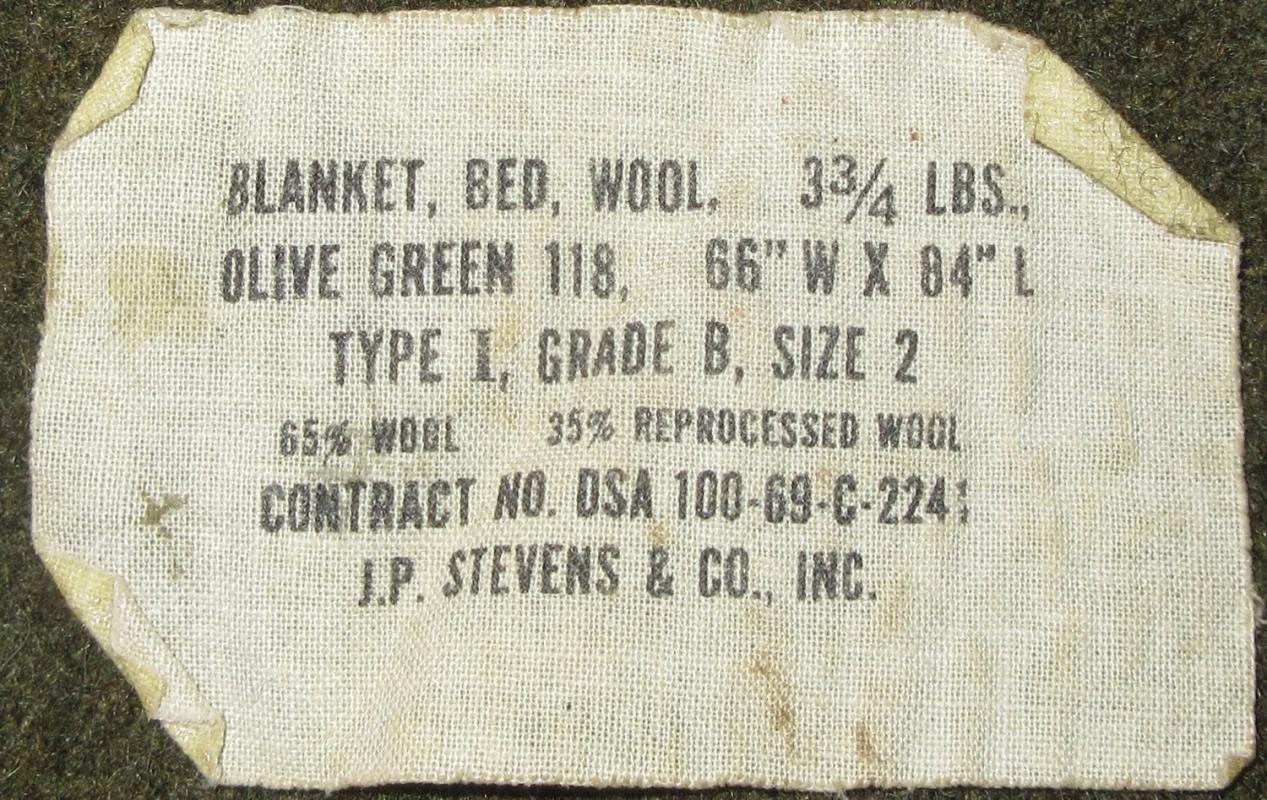 BLANKET, BED, WOOL, 3¾ LBS.,
OLIVE GREEN 118, 66" W X 84" L
TYPE I, GRADE B, SIZE 2
65% WOOL 35% REPROCESSED WOOL
CONTRACT NO. DSA 100-69-C-2241
J.P. STEVENS & CO., INC.